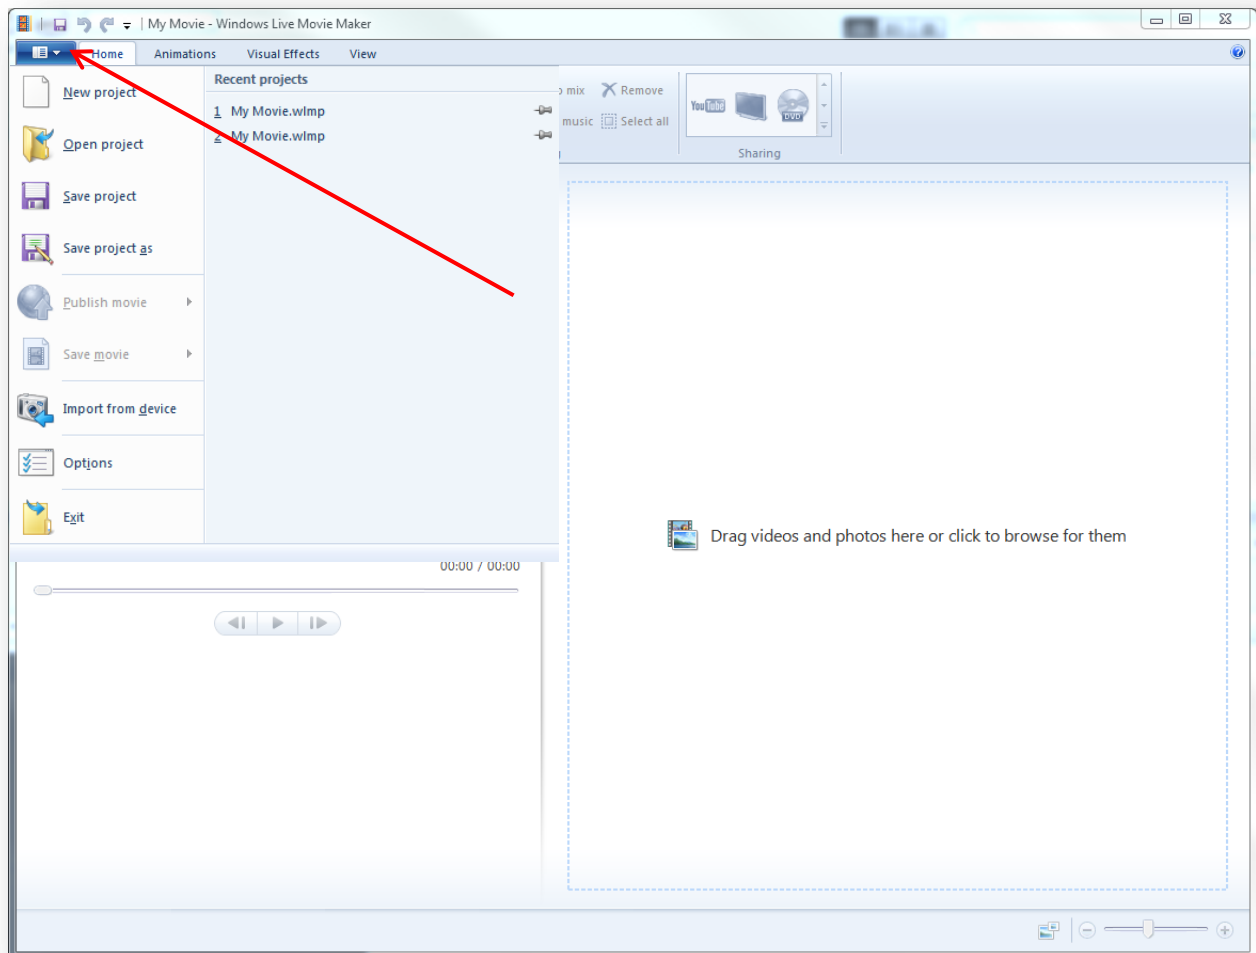 My Movie - Windows Live Movie Maker
Home Animations Visual Effects View
Recent projects
New project
1 My Movie.wlmp
2 My Movie.wlmp
Open project
Save project
Save project as
Publish movie
Save movie
Import from device
Options
Exit
mix Remove
music Select all
YouTube
DVD
Sharing
Drag videos and photos here or click to browse for them
00:00 / 00:00